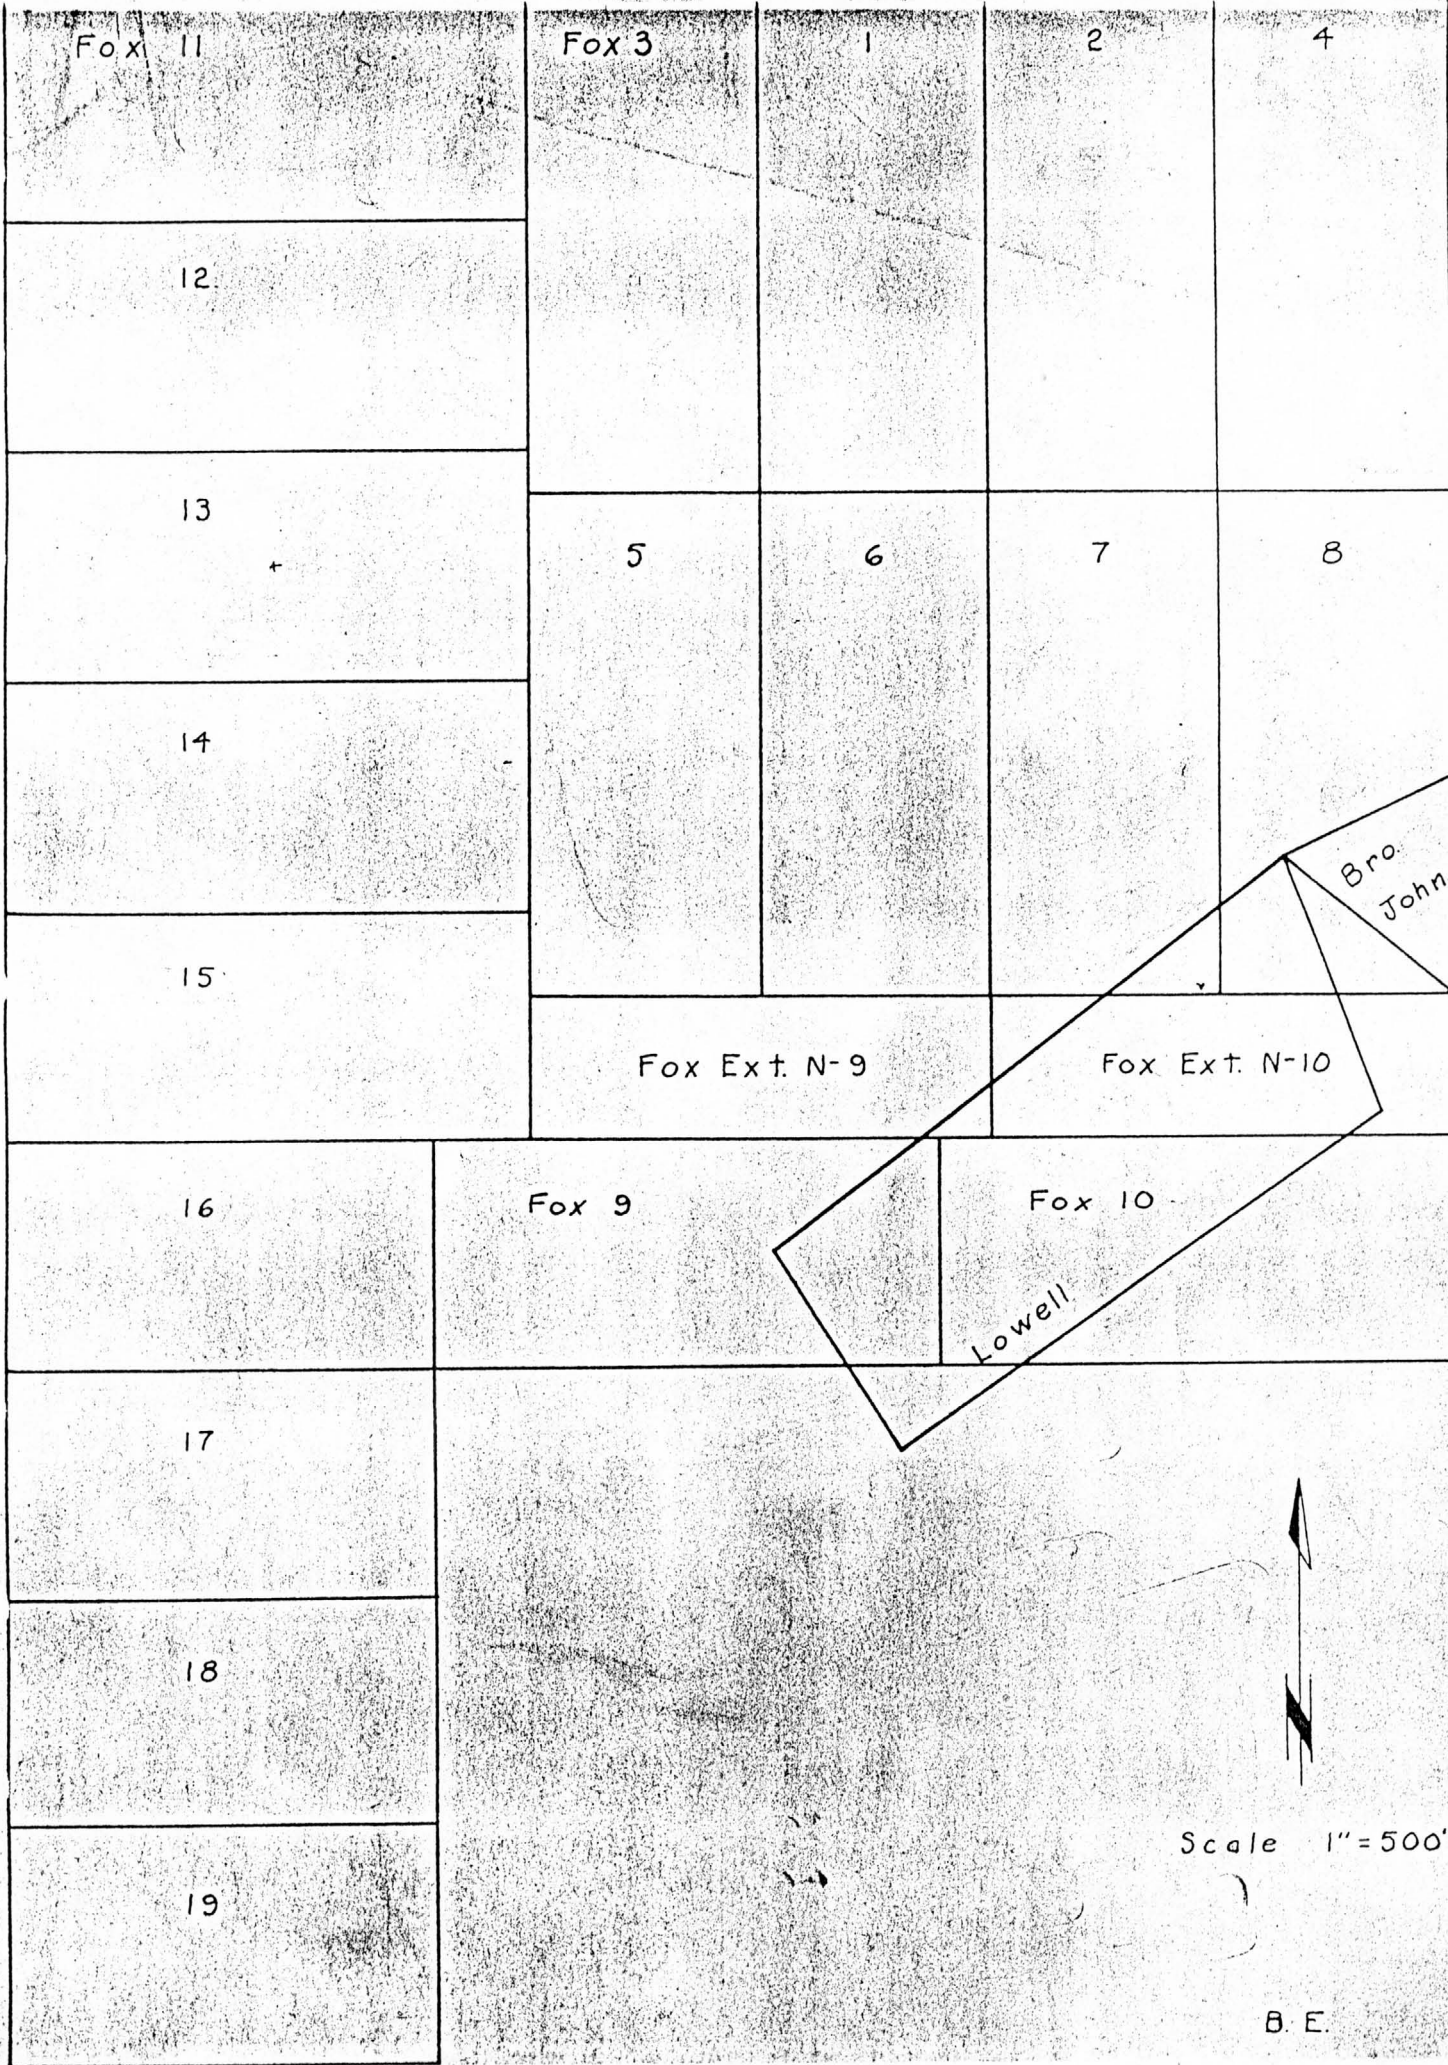 Fox 11
Fox 3
1
2
4
12
13
5
6
7
8
14
Bro.
John
15
Fox Ext. N-9
Fox Ext. N-10
16
Fox 9
Fox 10
Lowell
17
18
N
Scale 1" = 500'
19
B. E.